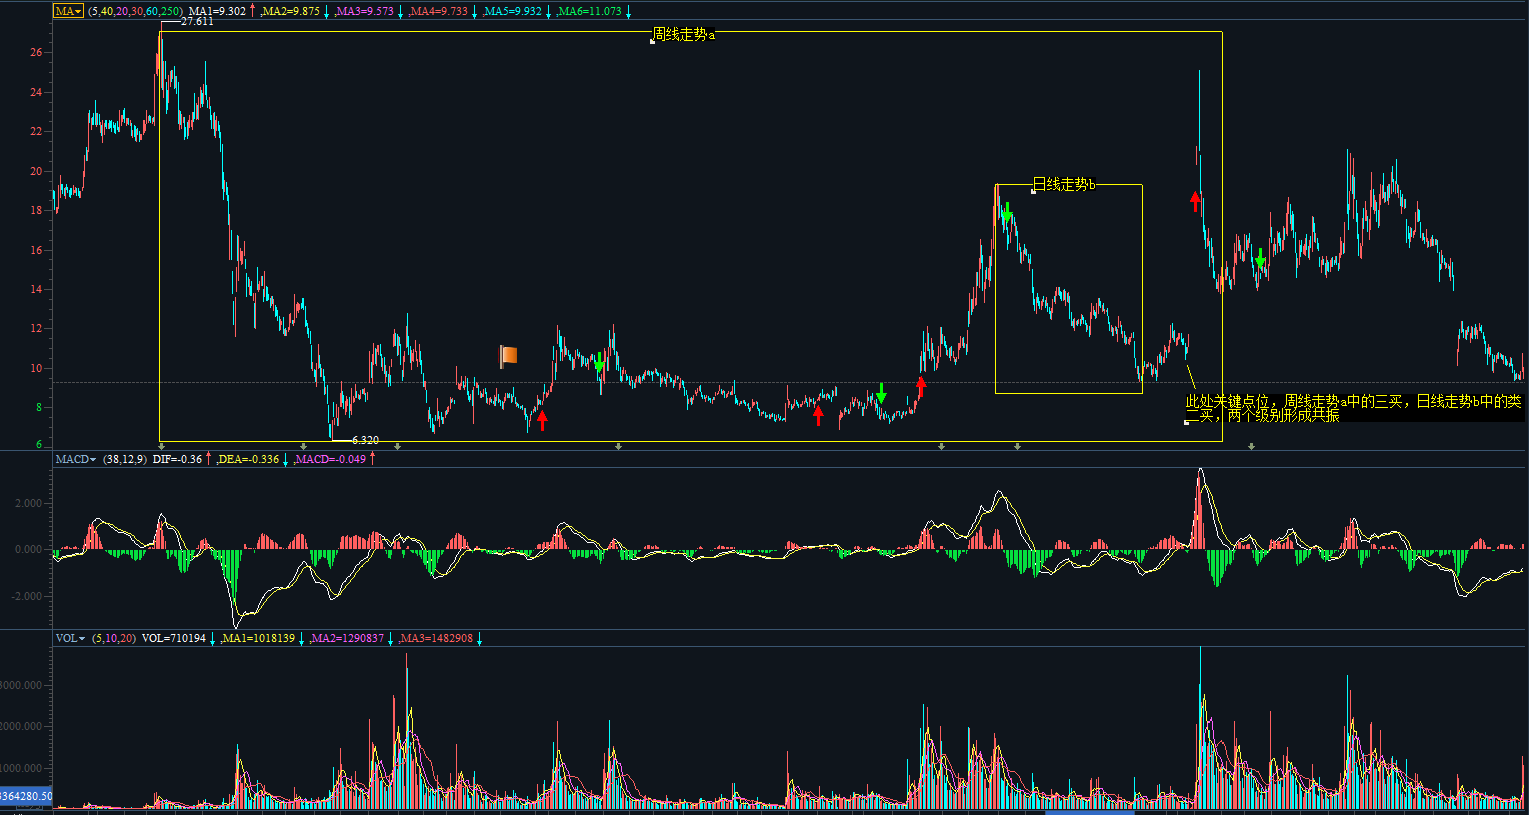 MA (5,40,20,30,60,250) MA1=9.302 ,MA2=9.875 ,MA3=9.573 ,MA4=9.733 ,MA5=9.932 ,MA6=11.073
27.611
周线走势a
26
24
22
20
18
日线走势b
16
14
12
10
8
此处关键点位，周线走势a中的三买，日线走势b中的类
二买，两个级别形成共振
6.320
6
MACD (38,12,9) DIF=-0.36 ,DEA=-0.336 ,MACD=-0.049
2.000
0.000
-2.000
VOL (5,10,20) VOL=710194 ,MA1=1018139 ,MA2=1290837 ,MA3=1482908
3000.000
2000.000
1000.000
3364280.50